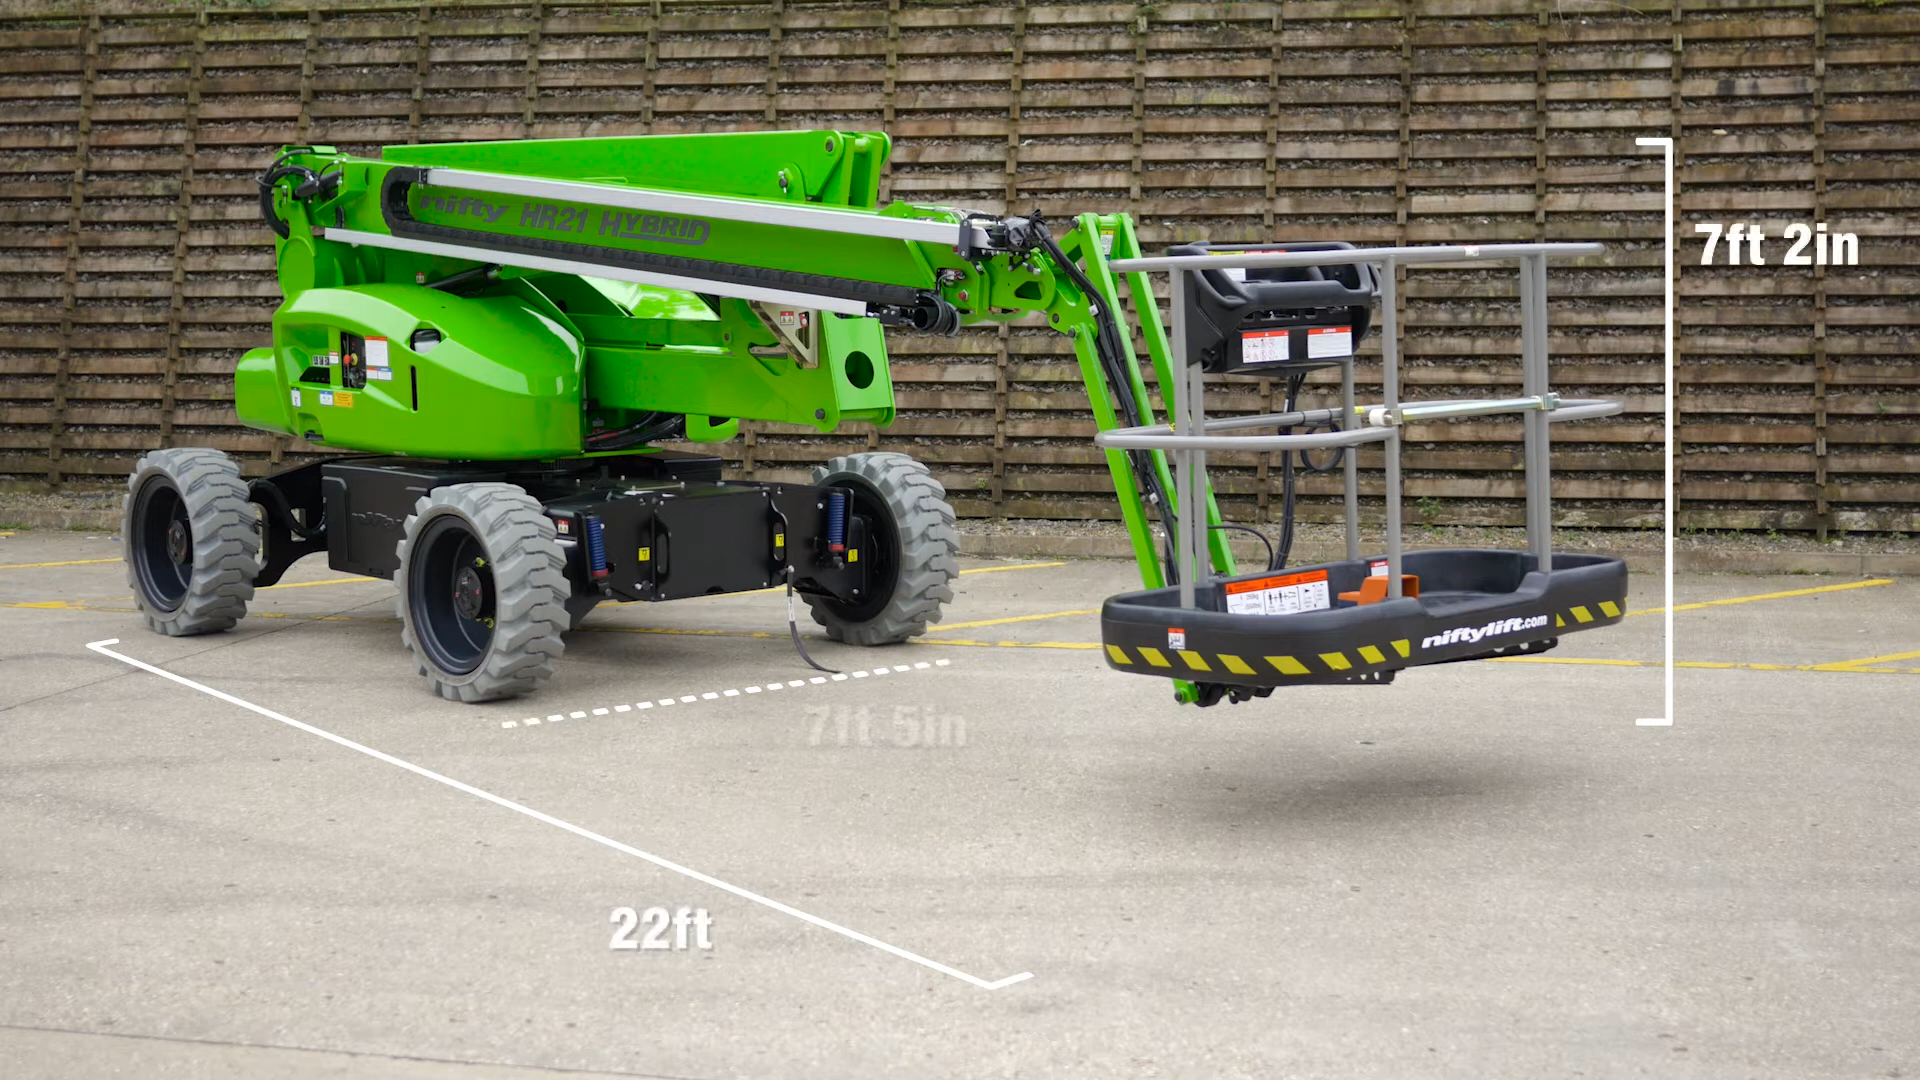 nifty HR21 HYBRID
7ft 2in
niftylift.com
7ft 5in
22ft